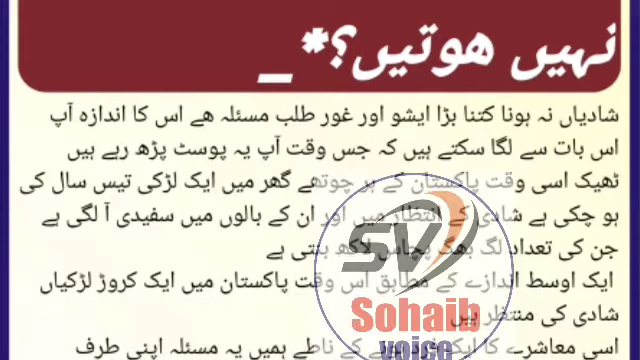 نہیں ھوتیں؟*_
شادیاں نہ ہونا کتنا بڑا ایشو اور غور طلب مسئلہ ھے اس کا اندازہ آپ
اس بات سے لگا سکتے ہیں کہ جس وقت آپ یہ پوسٹ پڑھ رہے ہیں
ٹھیک اسی وقت پاکستان کے ہر چوتھے گھر میں ایک لڑکی تیس سال کی
ہو چکی ہے شادی کے انتظار میں اور ان کے بالوں میں سفیدی آ لگی ہے
جن کی تعداد لگ بھگ پچاس لاکھ بنتی ہے
ایک اوسط اندازے کے مطابق اس وقت پاکستان میں ایک کروڑ لڑکیاں
شادی کی منتظر ہیں
اسی معاشرے کا ایک فرد ہونے کے ناطے ہمیں یہ مسئلہ اپنی طرف
SV
Sohaib
voice